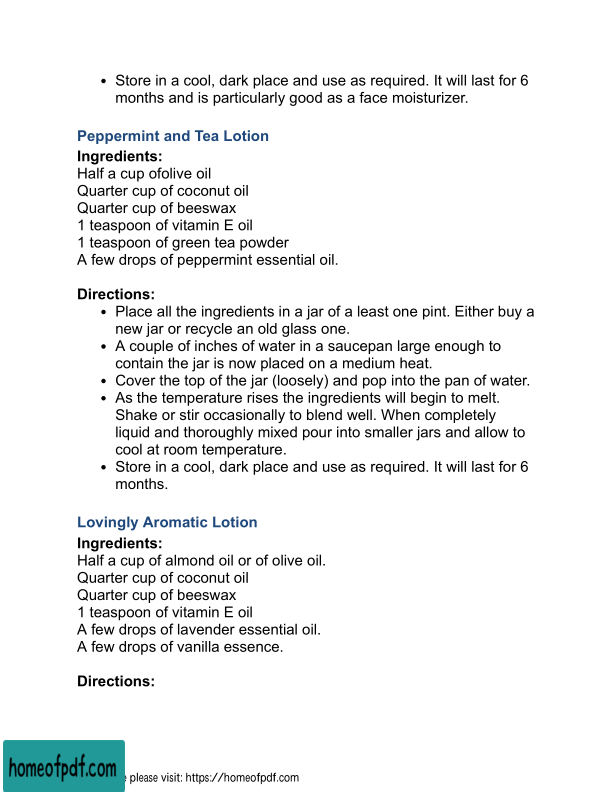 Store in a cool, dark place and use as required. It will last for 6
months and is particularly good as a face moisturizer.
Peppermint and Tea Lotion
Ingredients:
Half a cup ofolive oil
Quarter cup of coconut oil
Quarter cup of beeswax
1 teaspoon of vitamin E oil
1 teaspoon of green tea powder
A few drops of peppermint essential oil.
Directions:
Place all the ingredients in a jar of a least one pint. Either buy a
new jar or recycle an old glass one.
A couple of inches of water in a saucepan large enough to
contain the jar is now placed on a medium heat.
Cover the top of the jar (loosely) and pop into the pan of water.
As the temperature rises the ingredients will begin to melt.
Shake or stir occasionally to blend well. When completely
liquid and thoroughly mixed pour into smaller jars and allow to
cool at room temperature.
Store in a cool, dark place and use as required. It will last for 6
months.
Lovingly Aromatic Lotion
Ingredients:
Half a cup of almond oil or of olive oil.
Quarter cup of coconut oil
Quarter cup of beeswax
1 teaspoon of vitamin E oil
A few drops of lavender essential oil.
A few drops of vanilla essence.
Directions:
homeofpdf.com
please visit: https://homeofpdf.com